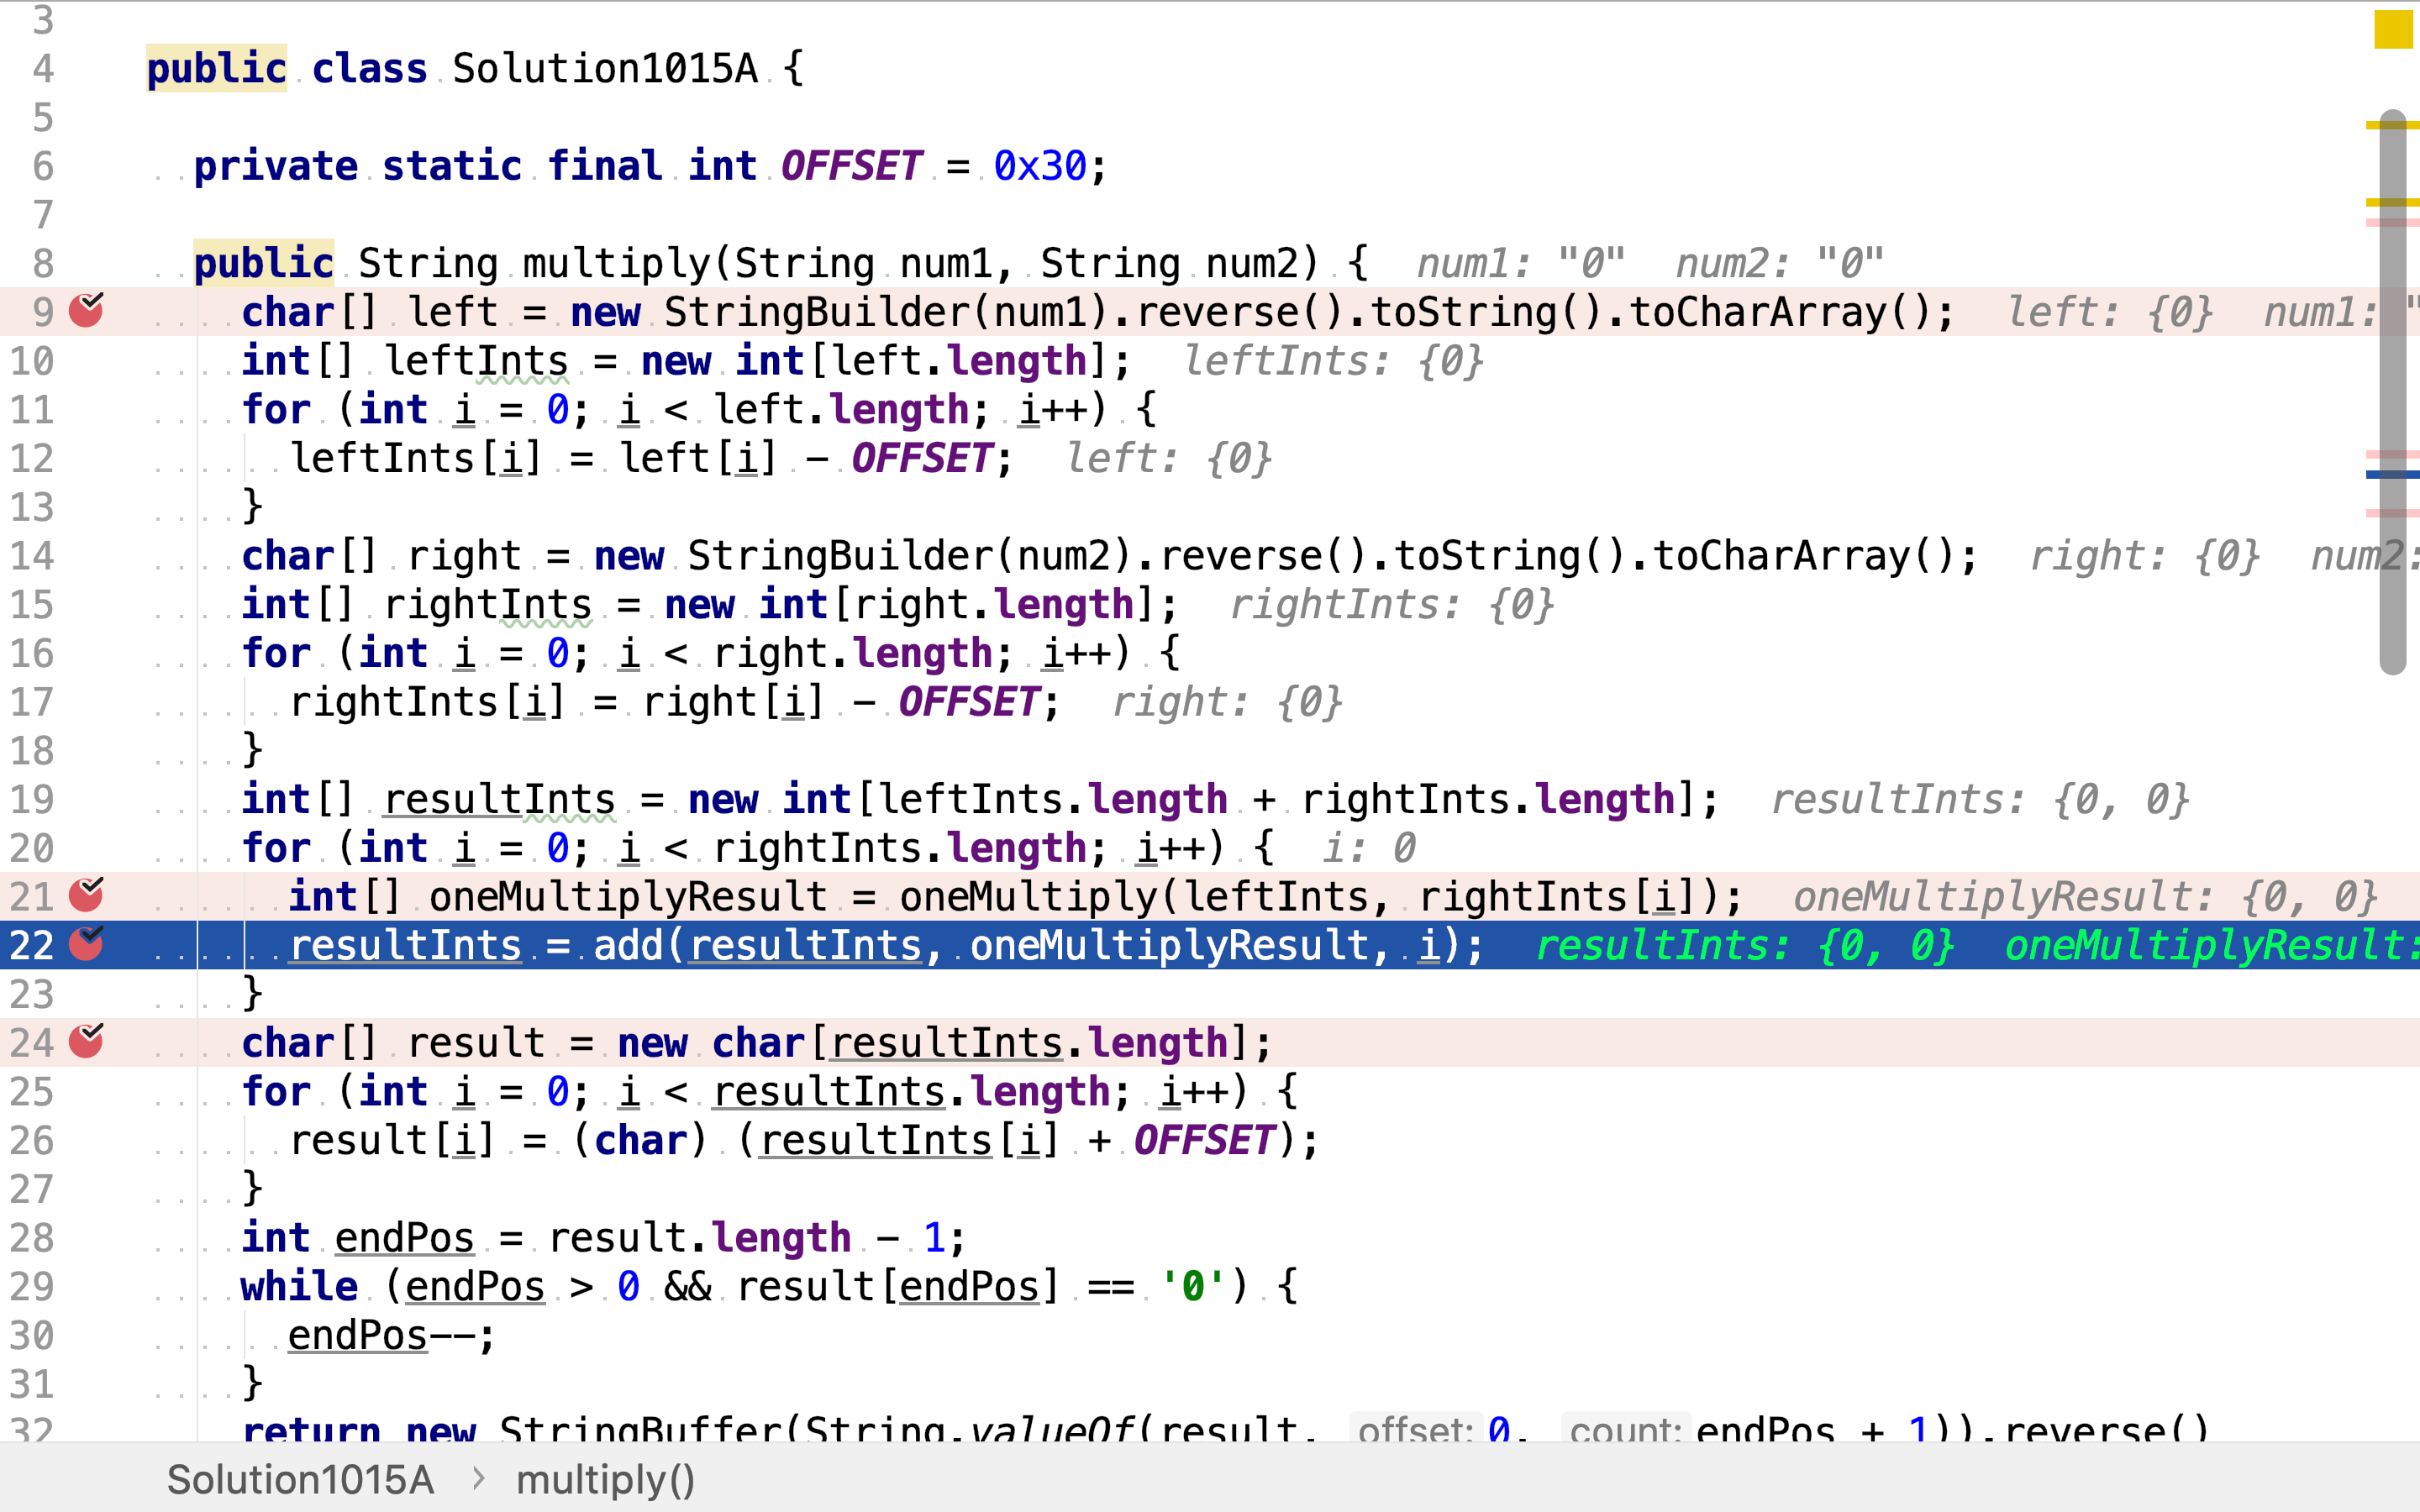 3
4 public class Solution1015A {
5
6 private static final int OFFSET = 0x30;
7
8 public String multiply(String num1, String num2) { num1: "0" num2: "0"
9 char[] left = new StringBuilder(num1).reverse().toString().toCharArray(); left: {0} num1: "
10 int[] leftInts = new int[left.length]; leftInts: {0}
11 for (int i = 0; i < left.length; i++) {
12 leftInts[i] = left[i] - OFFSET; left: {0}
13 }
14 char[] right = new StringBuilder(num2).reverse().toString().toCharArray(); right: {0} num2:
15 int[] rightInts = new int[right.length]; rightInts: {0}
16 for (int i = 0; i < right.length; i++) {
17 rightInts[i] = right[i] - OFFSET; right: {0}
18 }
19 int[] resultInts = new int[leftInts.length + rightInts.length]; resultInts: {0, 0}
20 for (int i = 0; i < rightInts.length; i++) { i: 0
21 int[] oneMultiplyResult = oneMultiply(leftInts, rightInts[i]); oneMultiplyResult: {0, 0}
22 resultInts = add(resultInts, oneMultiplyResult, i); resultInts: {0, 0} oneMultiplyResult:
23 }
24 char[] result = new char[resultInts.length];
25 for (int i = 0; i < resultInts.length; i++) {
26 result[i] = (char) (resultInts[i] + OFFSET);
27 }
28 int endPos = result.length - 1;
29 while (endPos > 0 && result[endPos] == '0') {
30 endPos--;
31 }
32 return new StringBuffer(String.valueOf(result, offset: 0, count: endPos + 1)).reverse()
Solution1015A > multiply()